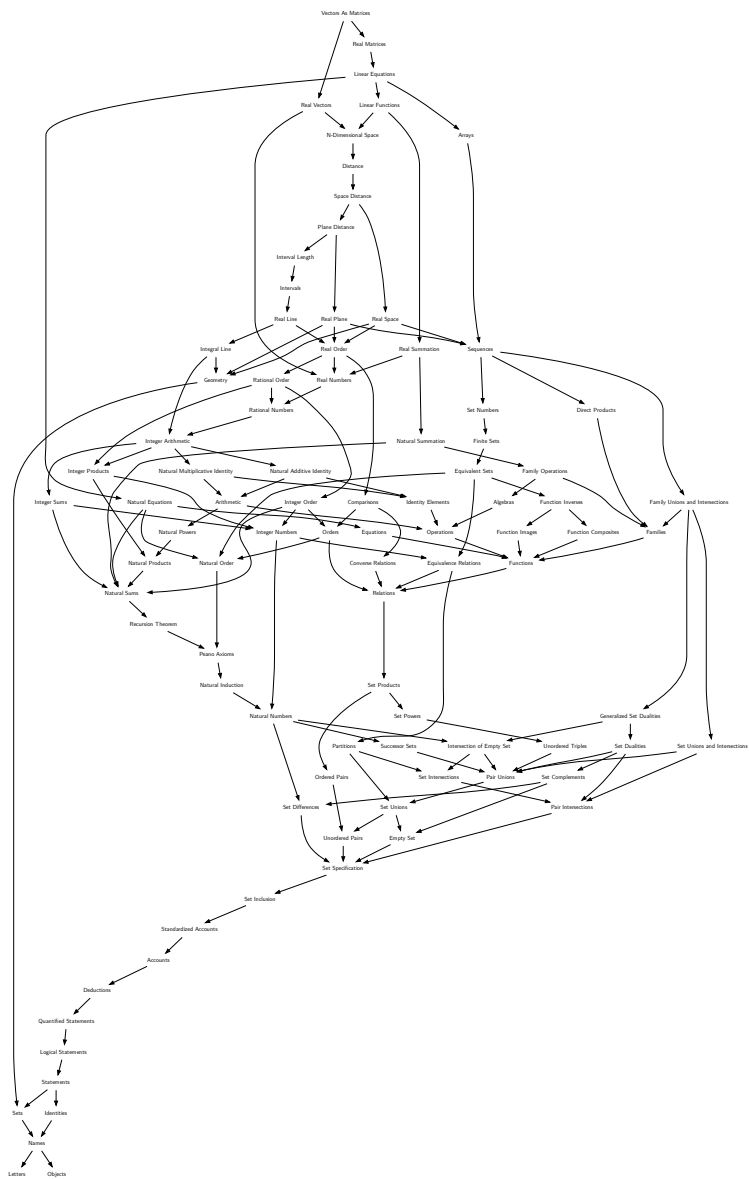 Vectors As Matrices
Real Matrices
Linear Equations
Real Vectors
Linear Functions
N-Dimensional Space
Arrays
Distance
Space Distance
Plane Distance
Interval Length
Intervals
Real Line
Real Plane
Real Space
Integral Line
Real Order
Real Summation
Sequences
Geometry
Rational Order
Real Numbers
Rational Numbers
Set Numbers
Direct Products
Integer Arithmetic
Natural Summation
Finite Sets
Integer Products
Natural Multiplicative Identity
Natural Additive Identity
Equivalent Sets
Family Operations
Integer Sums
Natural Equations
Arithmetic
Integer Order
Comparisons
Identity Elements
Algebras
Function Inverses
Family Unions and Intersections
Natural Powers
Integer Numbers
Orders
Equations
Operations
Function Images
Function Composites
Families
Natural Products
Natural Order
Converse Relations
Equivalence Relations
Functions
Natural Sums
Relations
Recursion Theorem
Peano Axioms
Natural Induction
Set Products
Natural Numbers
Set Powers
Generalized Set Dualities
Partitions
Successor Sets
Intersection of Empty Set
Unordered Triples
Set Dualities
Set Unions and Intersections
Ordered Pairs
Set Intersections
Pair Unions
Set Complements
Set Differences
Set Unions
Pair Intersections
Unordered Pairs
Empty Set
Set Specification
Set Inclusion
Standardized Accounts
Accounts
Deductions
Quantified Statements
Logical Statements
Statements
Sets
Identities
Names
Letters
Objects